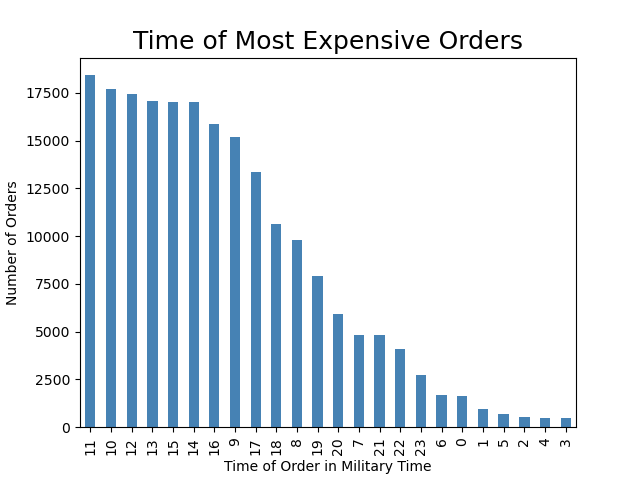 Time of Most Expensive Orders
Number of Orders
17500
15000
12500
10000
7500
5000
2500
0
11 10 12 13 15 14 16 9 17 18 8 19 20 7 21 22 23 6 0 1 5 2 4 3
Time of Order in Military Time